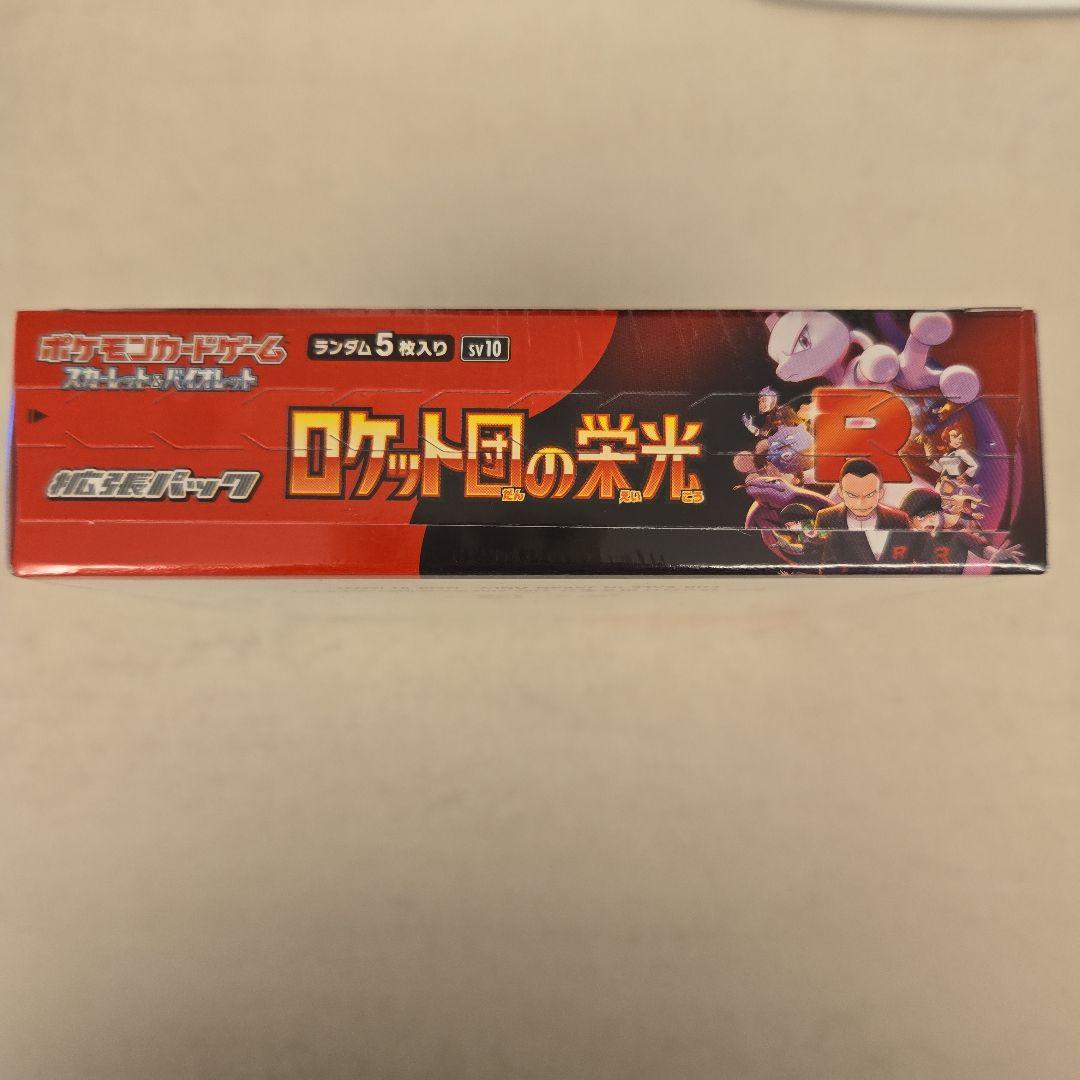 ポケモンカードゲーム
スカーレット&バイオレット
ランダム5枚入り
SV10
拡張パック
ロケット団の栄光
だん
えい
こう
R
R
R